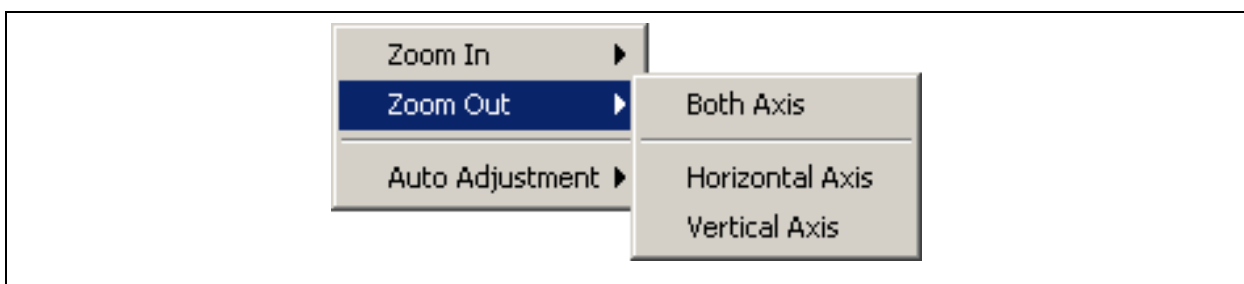 Zoom In
Zoom Out
Auto Adjustment
Both Axis
Horizontal Axis
Vertical Axis